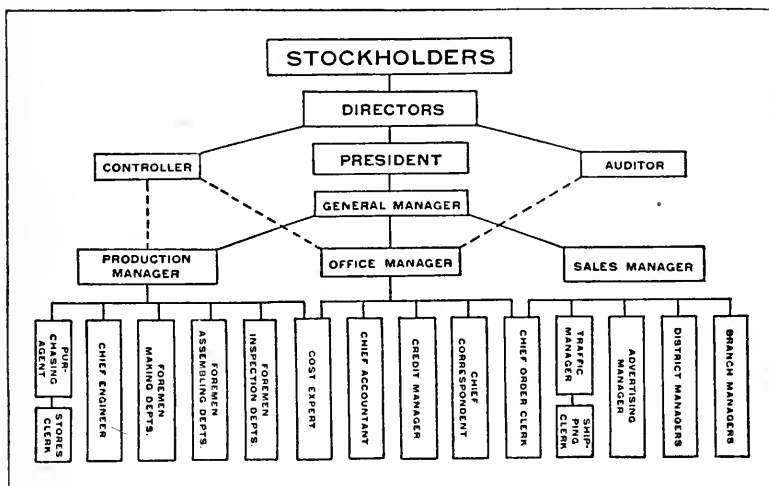 STOCKHOLDERS
DIRECTORS
CONTROLLER
PRESIDENT
AUDITOR
GENERAL MANAGER
PRODUCTION
MANAGER
OFFICE MANAGER
SALES MANAGER
PUR-
CHASING
AGENT
STORES
CLERK
CHIEF ENGINEER
FOREMEN
MAKING DEPTS.
FOREMEN
ASSEMBLING DEPTS.
FOREMEN
INSPECTION DEPTS.
COST EXPERT
CHIEF ACCOUNTANT
CREDIT MANAGER
CHIEF
CORRESPONDENT
CHIEF ORDER CLERK
TRAFFIC
MANAGER
SHIP-
PING
CLERK
ADVERTISING
MANAGER
DISTRICT MANAGERS
BRANCH MANAGERS